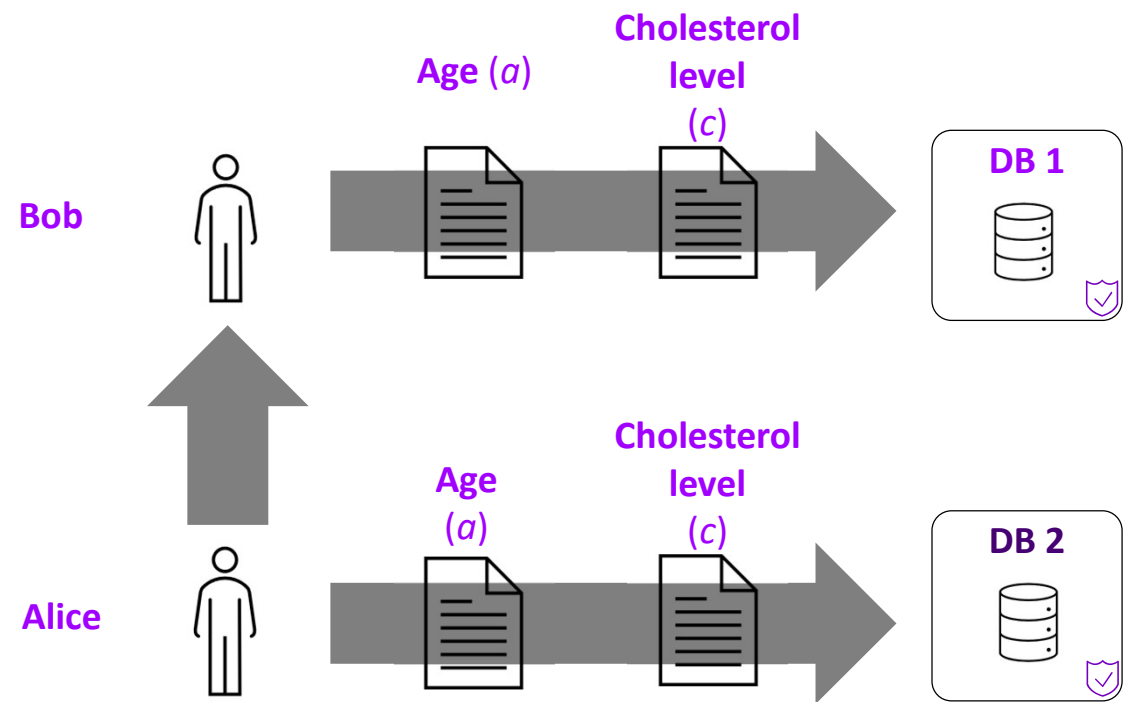 Cholesterol
level
(c)
Age (a)
DB 1
Bob
Cholesterol
level
(c)
Age
(a)
DB 2
Alice